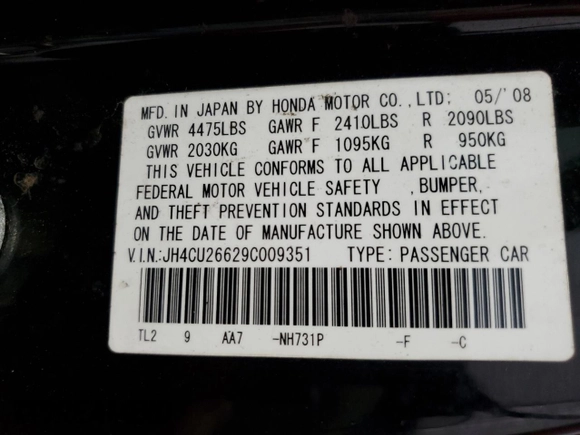 MFD. IN JAPAN BY HONDA MOTOR CO., LTD: 05/'08
GVWR 4475LBS GAWR F 2410LBS R 2090LBS
GVWR 2030KG GAWR F 1095KG R 950KG
THIS VEHICLE CONFORMS TO ALL APPLICABLE
FEDERAL MOTOR VEHICLE SAFETY , BUMPER,
AND THEFT PREVENTION STANDARDS IN EFFECT
ON THE DATE OF MANUFACTURE SHOWN ABOVE.
V.I.N.:JH4CU26629C009351 TYPE: PASSENGER CAR
TL2 9 AA7 -NH731P -F -C